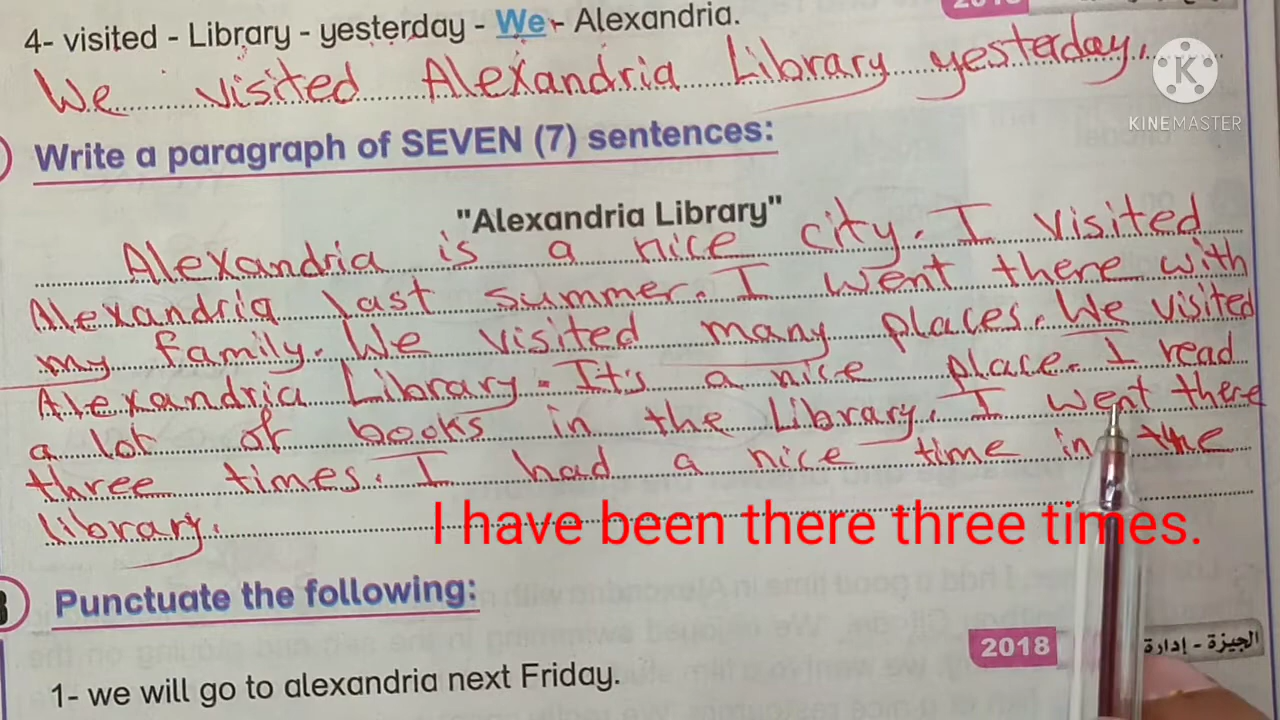 4- visited - Library - yesterday - We - Alexandria.
We visited Alexandria Library yesterday.
KINEMASTER
Write a paragraph of SEVEN (7) sentences:
"Alexandria Library"
Alexandria is a nice city. I visited
Alexandria last summer. I went there with
my family. We visited many places. We visited
Alexandria Library. It's a nice place. I read
a lot of books in the Library. I went there
three times. I had a nice time in the
library.
I have been there three times.
Punctuate the following:
2018 الجيزة - إدارة
1- we will go to alexandria next Friday.